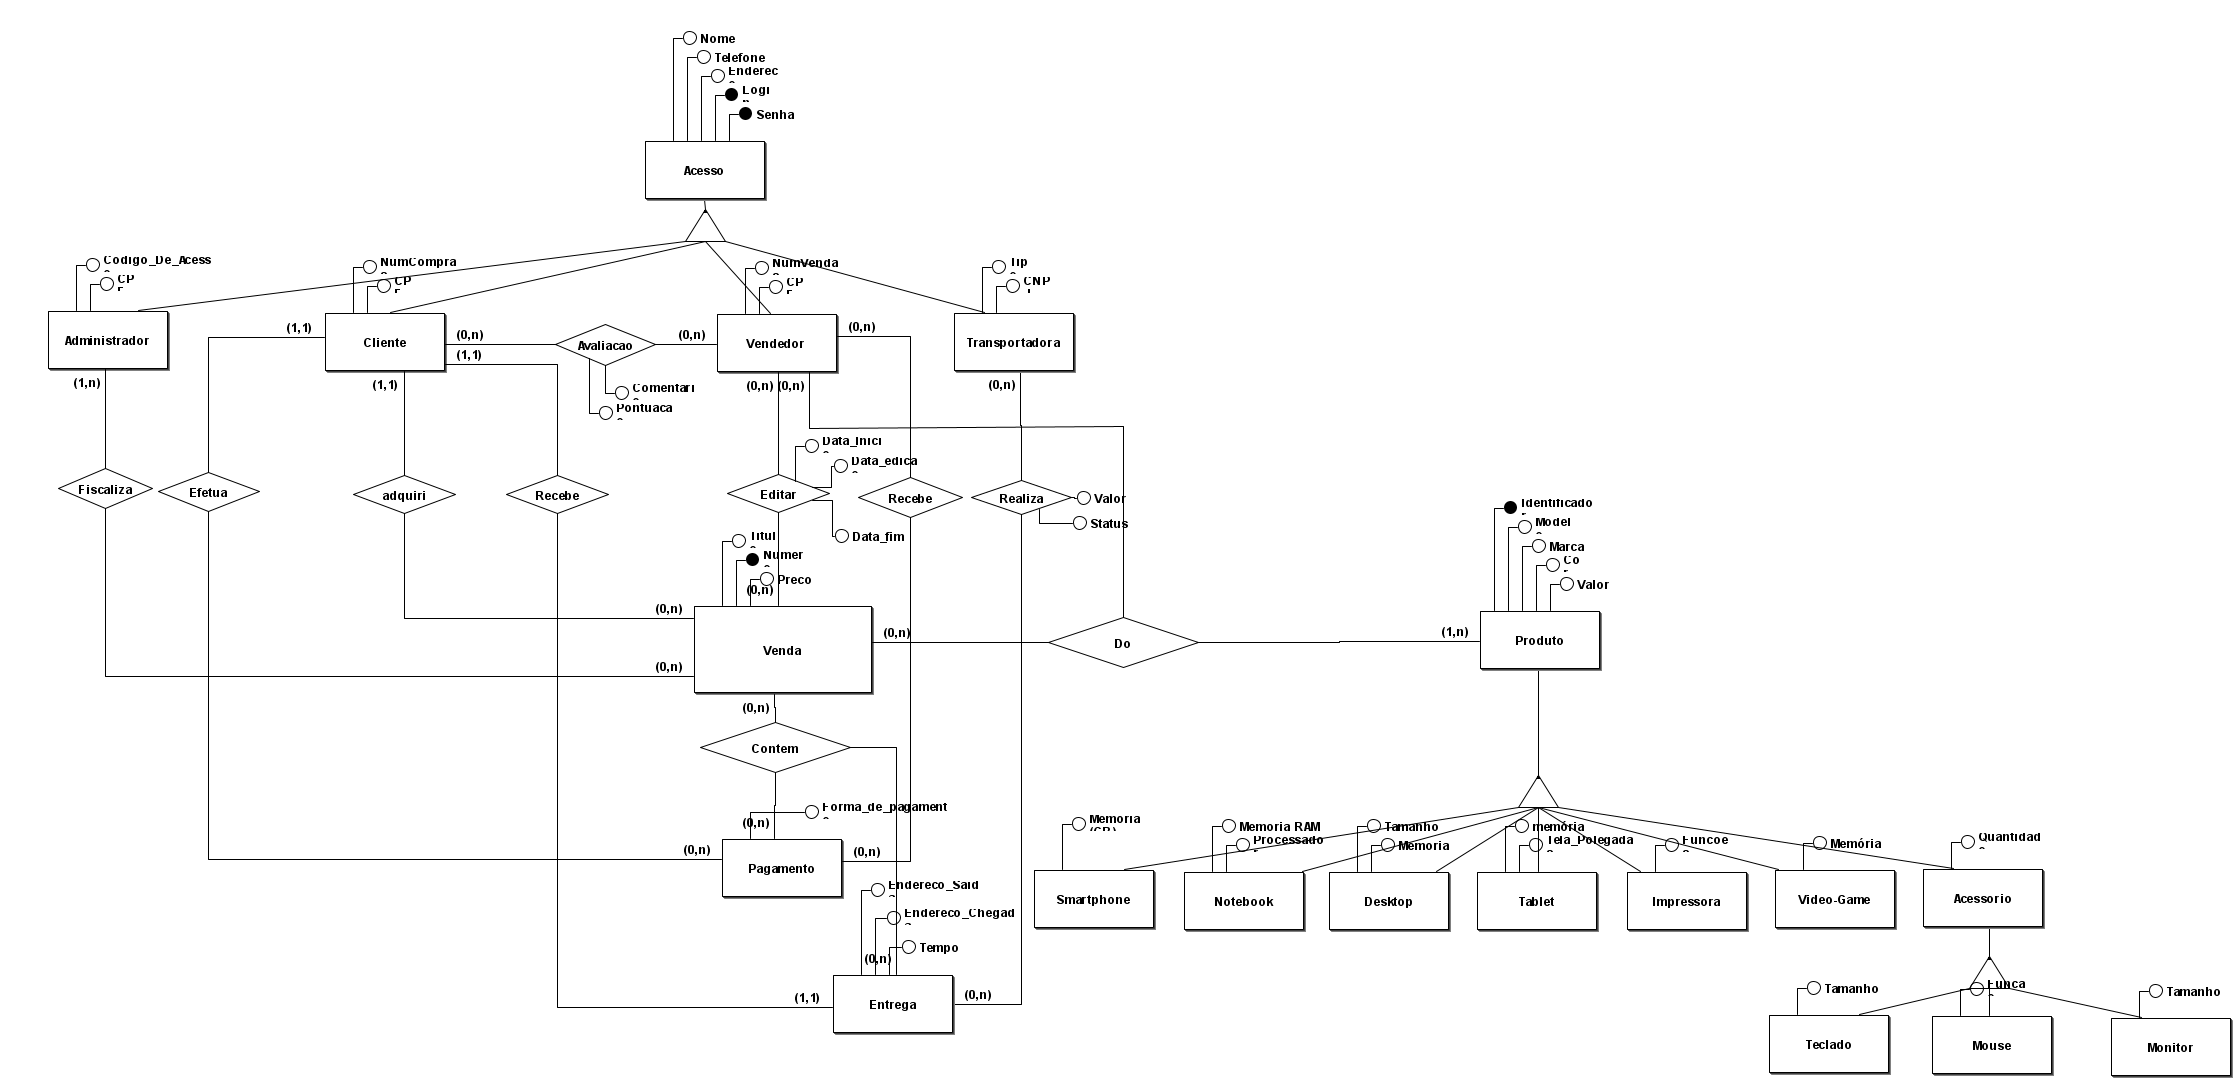 Nome
Telefone
Enderec
Logi
Senha
Acesso
Codigo_De_Acess
CP
NumCompra
CP
NumVenda
CP
Tip
CNP
Administrador
Cliente
Avaliacao
Vendedor
Transportadora
(1,1)
(0,n)
(0,n)
(0,n)
(1,1)
(1,n)
(1,1)
(0,n)
(0,n)
(0,n)
Comentari
Pontuaca
Data_Inici
Data_edica
Data_fim
Fiscaliza
Efetua
adquiri
Recebe
Editar
Recebe
Realiza
Valor
Status
Titul
Numer
Preco
(0,n)
Identificado
Model
Marca
Co
Valor
(0,n)
(0,n)
Venda
(0,n)
Do
(1,n)
Produto
(0,n)
Contem
Forma_de_pagament
(0,n)
(0,n)
(0,n)
Pagamento
Memoria
(GB)
Memoria RAM
Processado
Tamanho
Memoria
memória
Tela_Polegada
Funcoe
Memória
Quantidad
Smartphone
Notebook
Desktop
Tablet
Impressora
Video-Game
Acessorio
Endereco_Said
Endereco_Chegad
Tempo
(0,n)
(1,1)
Entrega
(0,n)
Tamanho
Funca
Tamanho
Teclado
Mouse
Monitor